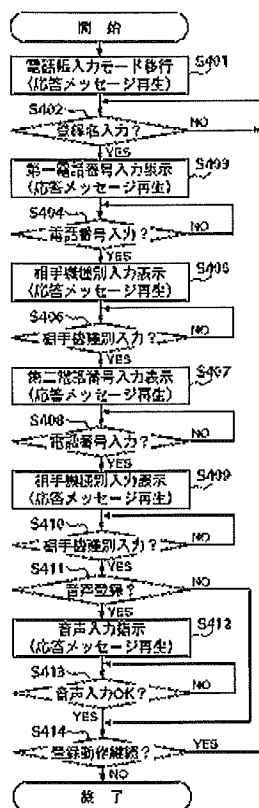 開 始
S401
電話帳入力モード移行
(応答メッセージ再生)
S402
登録名入力?
NO
YES
S403
第一電話番号入力表示
(応答メッセージ再生)
S404
電話番号入力?
NO
YES
S405
相手機種別入力表示
(応答メッセージ再生)
S406
相手機種別入力?
NO
YES
S407
第二電話番号入力表示
(応答メッセージ再生)
S408
電話番号入力?
NO
YES
S409
相手機種別入力表示
(応答メッセージ再生)
S410
相手機種別入力?
NO
YES
S411
音声登録?
NO
YES
S412
音声入力指示
(応答メッセージ再生)
S413
音声入力OK?
NO
YES
S414
登録動作継続?
YES
NO
終 了